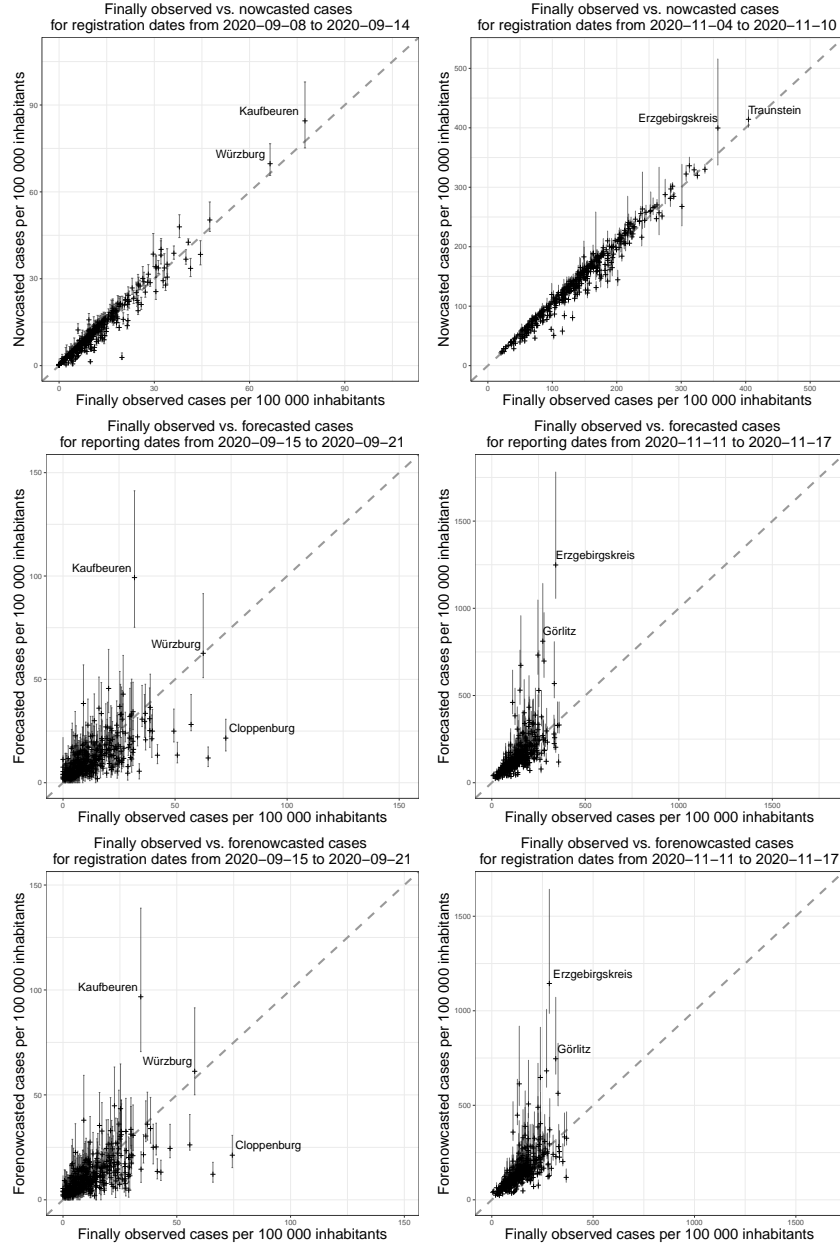 Finally observed vs. nowcasted cases
for registration dates from 2020−09−08 to 2020−09−14
Nowcasted cases per 100 000 inhabitants
90
60
30
0
Kaufbeuren
Würzburg
0 30 60 90
Finally observed cases per 100 000 inhabitants
Finally observed vs. nowcasted cases
for registration dates from 2020−11−04 to 2020−11−10
Nowcasted cases per 100 000 inhabitants
500
400
300
200
100
0
Erzgebirgskreis
Traunstein
0 100 200 300 400 500
Finally observed cases per 100 000 inhabitants
Finally observed vs. forecasted cases
for reporting dates from 2020−09−15 to 2020−09−21
Forecasted cases per 100 000 inhabitants
150
100
50
0
Kaufbeuren
Würzburg
Cloppenburg
0 50 100 150
Finally observed cases per 100 000 inhabitants
Finally observed vs. forecasted cases
for reporting dates from 2020−11−11 to 2020−11−17
Forecasted cases per 100 000 inhabitants
1500
1000
500
0
Erzgebirgskreis
Görlitz
0 500 1000 1500
Finally observed cases per 100 000 inhabitants
Finally observed vs. forenowcasted cases
for registration dates from 2020−09−15 to 2020−09−21
Forenowcasted cases per 100 000 inhabitants
150
100
50
0
Kaufbeuren
Würzburg
Cloppenburg
0 50 100 150
Finally observed cases per 100 000 inhabitants
Finally observed vs. forenowcasted cases
for registration dates from 2020−11−11 to 2020−11−17
Forenowcasted cases per 100 000 inhabitants
1500
1000
500
0
Erzgebirgskreis
Görlitz
0 500 1000 1500
Finally observed cases per 100 000 inhabitants